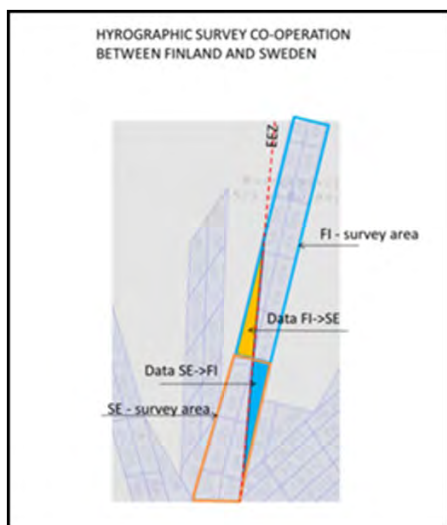 HYROGRAPHIC SURVEY CO-OPERATION
BETWEEN FINLAND AND SWEDEN
EEZ
FI - survey area
Data FI->SE
Data SE->FI
SE - survey area